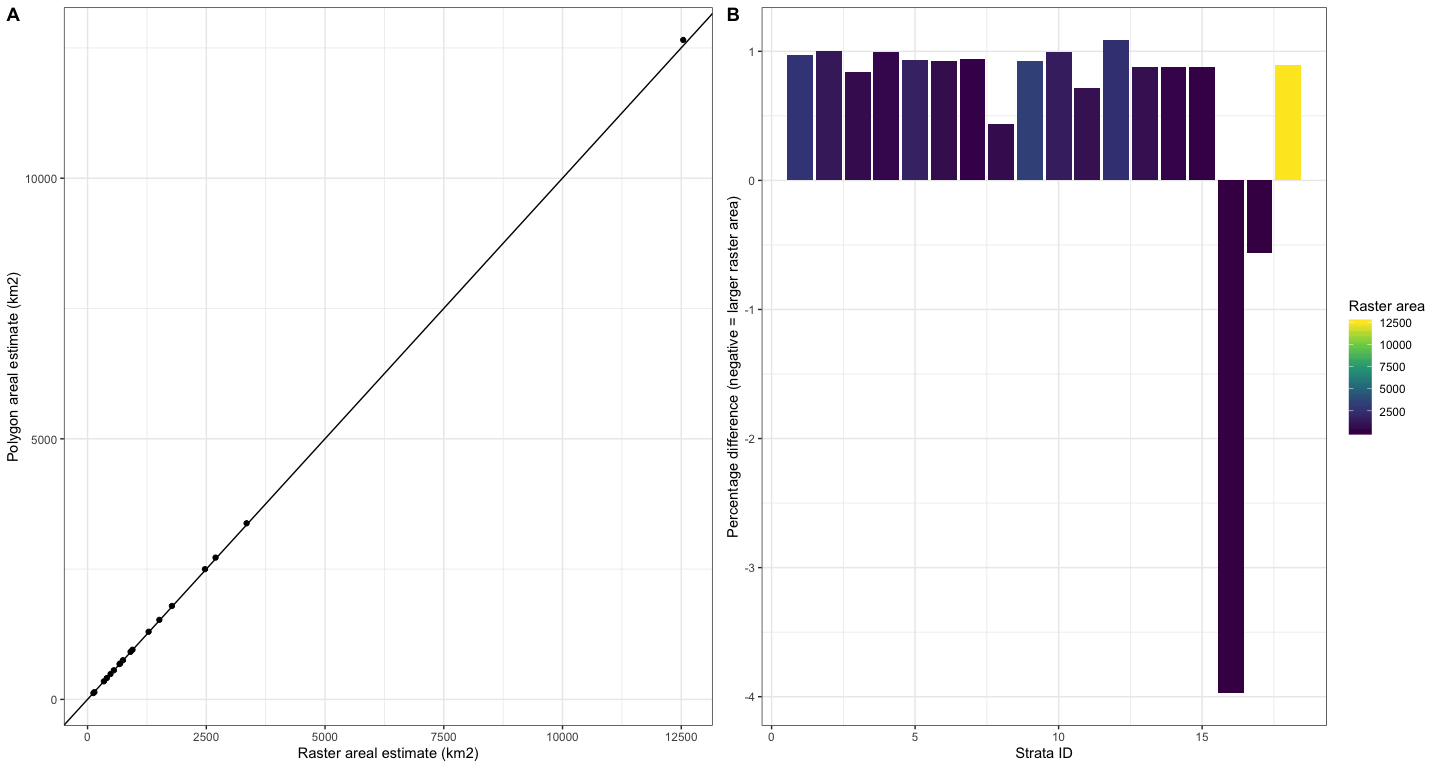 A
Polygon areal estimate (km2)
10000
5000
0
0 2500 5000 7500 10000 12500
Raster areal estimate (km2)
B
Percentage difference (negative = larger raster area)
1
0
-1
-2
-3
-4
0 5 10 15
Strata ID
Raster area
12500
10000
7500
5000
2500